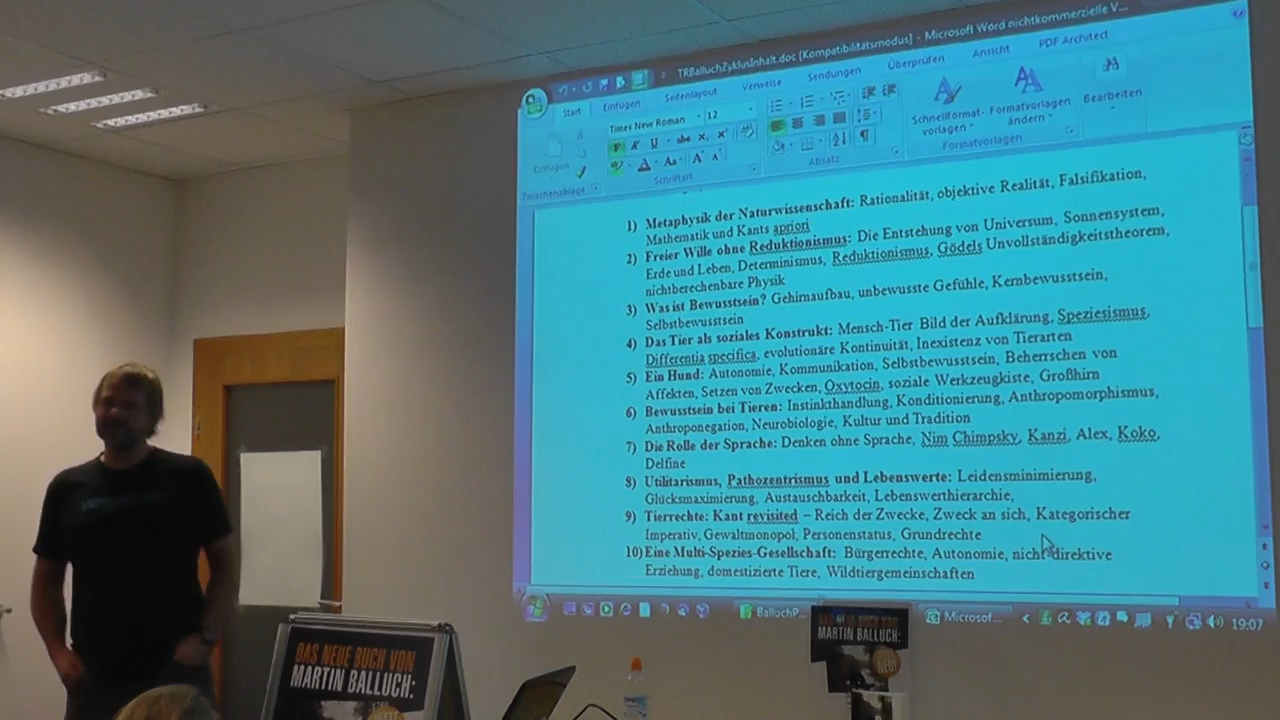 TRBalluchZyklusInhalt.doc [Kompatibilitätsmodus] - Microsoft Word nichtkommerzielle V...
Start Einfügen Seitenlayout Verweise Sendungen Überprüfen Ansicht PDF Architect
Times New Roman 12
Einfügen
Schnellformat-vorlagen Formatvorlagen ändern Bearbeiten
Zwischenablage Schriftart Absatz Formatvorlagen
1) Metaphysik der Naturwissenschaft: Rationalität, objektive Realität, Falsifikation,
Mathematik und Kants apriori
2) Freier Wille ohne Reduktionismus: Die Entstehung von Universum, Sonnensystem,
Erde und Leben, Determinismus, Reduktionismus, Gödels Unvollständigkeitstheorem,
nichtberechenbare Physik
3) Was ist Bewusstsein? Gehirnaufbau, unbewusste Gefühle, Kernbewusstsein,
Selbstbewusstsein
4) Das Tier als soziales Konstrukt: Mensch-Tier Bild der Aufklärung, Speziesismus,
Differentia specifica, evolutionäre Kontinuität, Inexistenz von Tierarten
5) Ein Hund: Autonomie, Kommunikation, Selbstbewusstsein, Beherrschen von
Affekten, Setzen von Zwecken, Oxytocin, soziale Werkzeugkiste, Großhirn
6) Bewusstsein bei Tieren: Instinkthandlung, Konditionierung, Anthropomorphismus,
Anthroponegation, Neurobiologie, Kultur und Tradition
7) Die Rolle der Sprache: Denken ohne Sprache, Nim Chimpsky, Kanzi, Alex, Koko,
Delfine
8) Utilitarismus, Pathozentrismus und Lebenswerte: Leidensminimierung,
Glücksmaximierung, Austauschbarkeit, Lebenswerthierarchie,
9) Tierrechte: Kant revisited – Reich der Zwecke, Zweck an sich, Kategorischer
Imperativ, Gewaltmonopol, Personenstatus, Grundrechte
10) Eine Multi-Spezies-Gesellschaft: Bürgerrechte, Autonomie, nicht-direktive
Erziehung, domestizierte Tiere, Wildtiergemeinschaften
BalluchP... Microsof... 19:07
DAS NEUE BUCH VON
MARTIN BALLUCH:
DAS NEUE BUCH VON
MARTIN BALLUCH: